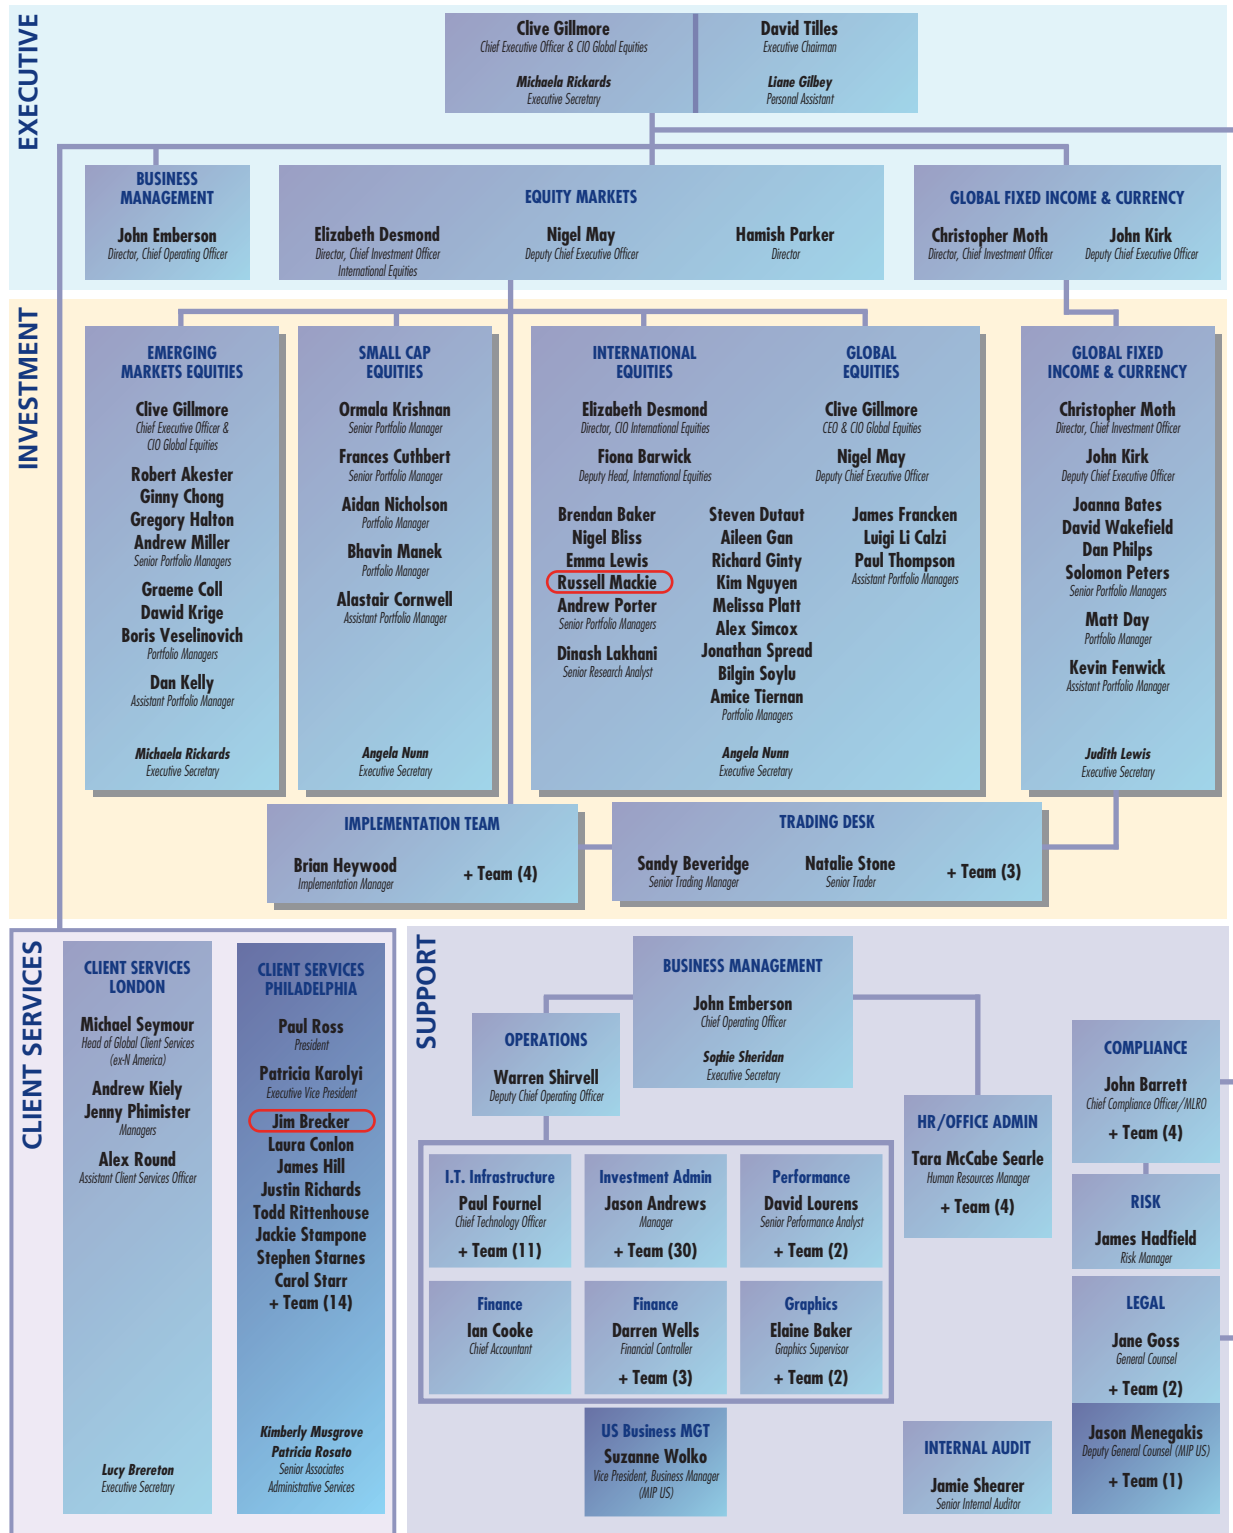 EXECUTIVE
Clive Gillmore
Chief Executive Officer & CIO Global Equities
Michaela Rickards
Executive Secretary
David Tilles
Executive Chairman
Liane Gilbey
Personal Assistant
BUSINESS
MANAGEMENT
John Emberson
Director, Chief Operating Officer
EQUITY MARKETS
Elizabeth Desmond
Director, Chief Investment Officer
International Equities
Nigel May
Deputy Chief Executive Officer
Hamish Parker
Director
GLOBAL FIXED INCOME & CURRENCY
Christopher Moth
Director, Chief Investment Officer
John Kirk
Deputy Chief Executive Officer
INVESTMENT
EMERGING
MARKETS EQUITIES
Clive Gillmore
Chief Executive Officer &
CIO Global Equities
Robert Akester
Ginny Chong
Gregory Halton
Andrew Miller
Senior Portfolio Managers
Graeme Coll
Dawid Krige
Boris Veselinovich
Portfolio Managers
Dan Kelly
Assistant Portfolio Manager
Michaela Rickards
Executive Secretary
SMALL CAP
EQUITIES
Ormala Krishnan
Senior Portfolio Manager
Frances Cuthbert
Senior Portfolio Manager
Aidan Nicholson
Portfolio Manager
Bhavin Manek
Portfolio Manager
Alastair Cornwell
Assistant Portfolio Manager
Angela Nunn
Executive Secretary
INTERNATIONAL
EQUITIES
Elizabeth Desmond
Director, CIO International Equities
Fiona Barwick
Deputy Head, International Equities
Brendan Baker
Nigel Bliss
Emma Lewis
Russell Mackie
Andrew Porter
Senior Portfolio Managers
Dinash Lakhani
Senior Research Analyst
Steven Dutaut
Aileen Gan
Richard Ginty
Kim Nguyen
Melissa Platt
Alex Simcox
Jonathan Spread
Bilgin Soylu
Amice Tiernan
Portfolio Managers
Angela Nunn
Executive Secretary
GLOBAL
EQUITIES
Clive Gillmore
CEO & CIO Global Equities
Nigel May
Deputy Chief Executive Officer
James Francken
Luigi Li Calzi
Paul Thompson
Assistant Portfolio Managers
GLOBAL FIXED
INCOME & CURRENCY
Christopher Moth
Director, Chief Investment Officer
John Kirk
Deputy Chief Executive Officer
Joanna Bates
David Wakefield
Dan Philps
Solomon Peters
Senior Portfolio Managers
Matt Day
Portfolio Manager
Kevin Fenwick
Assistant Portfolio Manager
Judith Lewis
Executive Secretary
IMPLEMENTATION TEAM
Brian Heywood
Implementation Manager
+ Team (4)
TRADING DESK
Sandy Beveridge
Senior Trading Manager
Natalie Stone
Senior Trader
+ Team (3)
CLIENT SERVICES
CLIENT SERVICES
LONDON
Michael Seymour
Head of Global Client Services
(ex-N America)
Andrew Kiely
Jenny Phimister
Managers
Alex Round
Assistant Client Services Officer
Lucy Brereton
Executive Secretary
CLIENT SERVICES
PHILADELPHIA
Paul Ross
President
Patricia Karolyi
Executive Vice President
Jim Brecker
Laura Conlon
James Hill
Justin Richards
Todd Rittenhouse
Jackie Stampone
Stephen Starnes
Carol Starr
+ Team (14)
Kimberly Musgrove
Patricia Rosato
Senior Associates
Administrative Services
SUPPORT
BUSINESS MANAGEMENT
John Emberson
Chief Operating Officer
Sophie Sheridan
Executive Secretary
OPERATIONS
Warren Shirvell
Deputy Chief Operating Officer
I.T. Infrastructure
Paul Fournel
Chief Technology Officer
+ Team (11)
Investment Admin
Jason Andrews
Manager
+ Team (30)
Performance
David Lourens
Senior Performance Analyst
+ Team (2)
Finance
Ian Cooke
Chief Accountant
Finance
Darren Wells
Financial Controller
+ Team (3)
Graphics
Elaine Baker
Graphics Supervisor
+ Team (2)
US Business MGT
Suzanne Wolko
Vice President, Business Manager
(MIP US)
HR/OFFICE ADMIN
Tara McCabe Searle
Human Resources Manager
+ Team (4)
INTERNAL AUDIT
Jamie Shearer
Senior Internal Auditor
COMPLIANCE
John Barrett
Chief Compliance Officer/MLRO
+ Team (4)
RISK
James Hadfield
Risk Manager
LEGAL
Jane Goss
General Counsel
+ Team (2)
Jason Menegakis
Deputy General Counsel (MIP US)
+ Team (1)